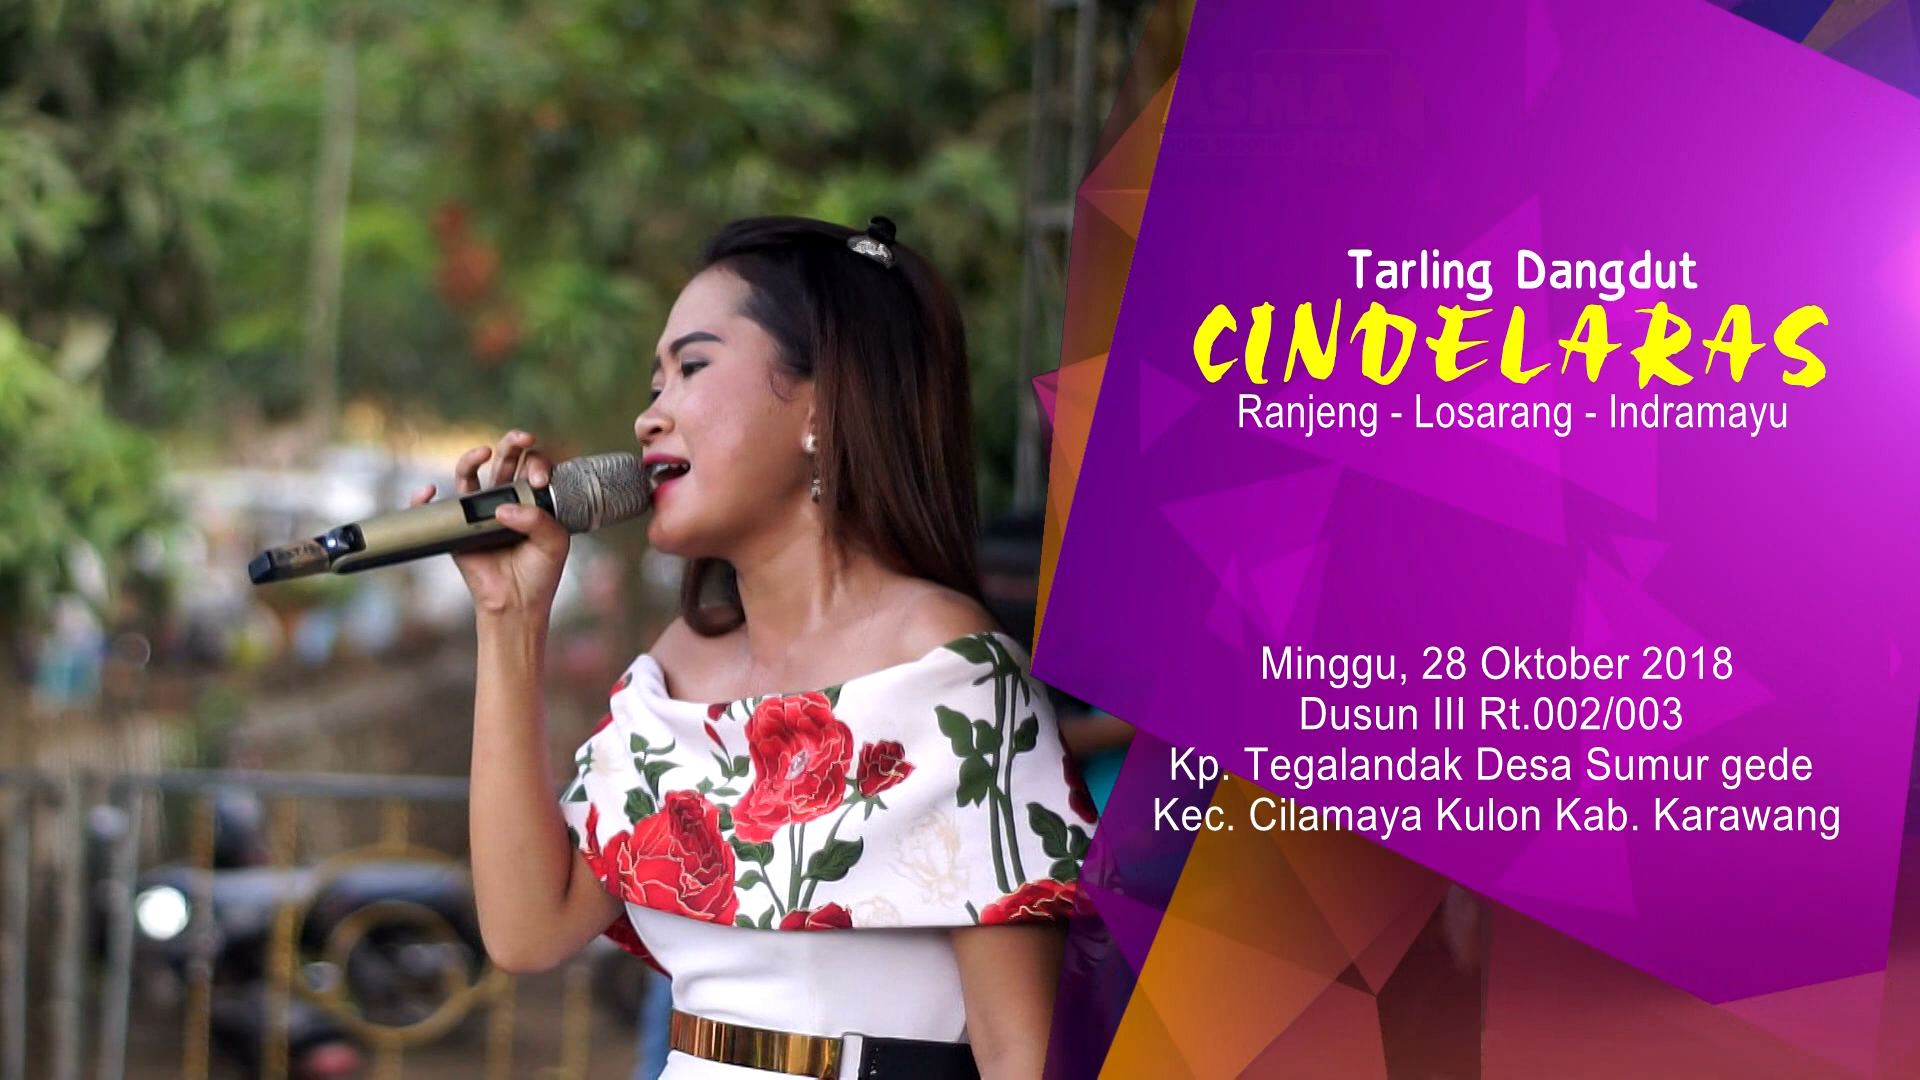 ASMA
Tarling Dangdut
CINDELARAS
Ranjeng - Losarang - Indramayu
Minggu, 28 Oktober 2018
Dusun III Rt.002/003
Kp. Tegalandak Desa Sumur gede
Kec. Cilamaya Kulon Kab. Karawang